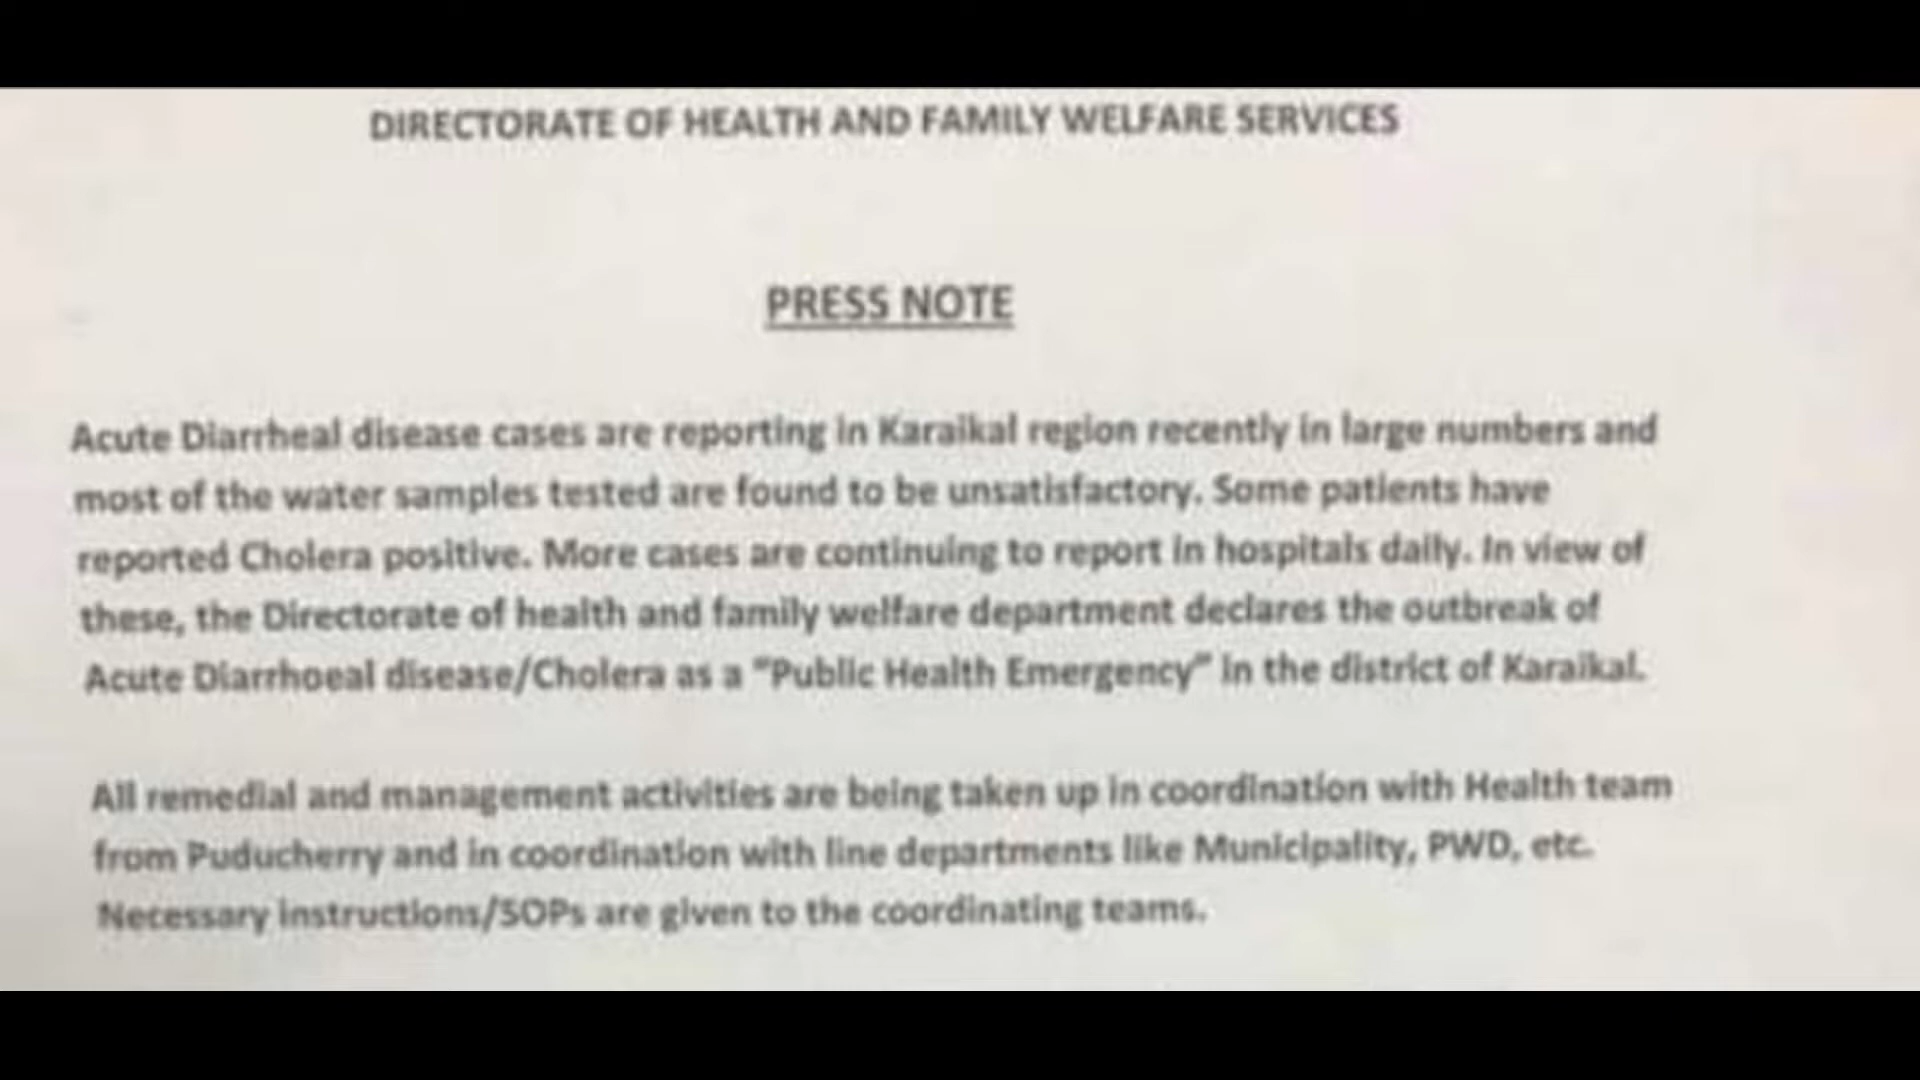 DIRECTORATE OF HEALTH AND FAMILY WELFARE SERVICES
PRESS NOTE
Acute Diarrheal disease cases are reporting in Karaikal region recently in large numbers and
most of the water samples tested are found to be unsatisfactory. Some patients have
reported Cholera positive. More cases are continuing to report in hospitals daily. In view of
these, the Directorate of health and family welfare department declares the outbreak of
Acute Diarrhoeal disease/Cholera as a "Public Health Emergency" in the district of Karaikal.
All remedial and management activities are being taken up in coordination with Health team
from Puducherry and in coordination with line departments like Municipality, PWD, etc.
Necessary instructions/SOPs are given to the coordinating teams.